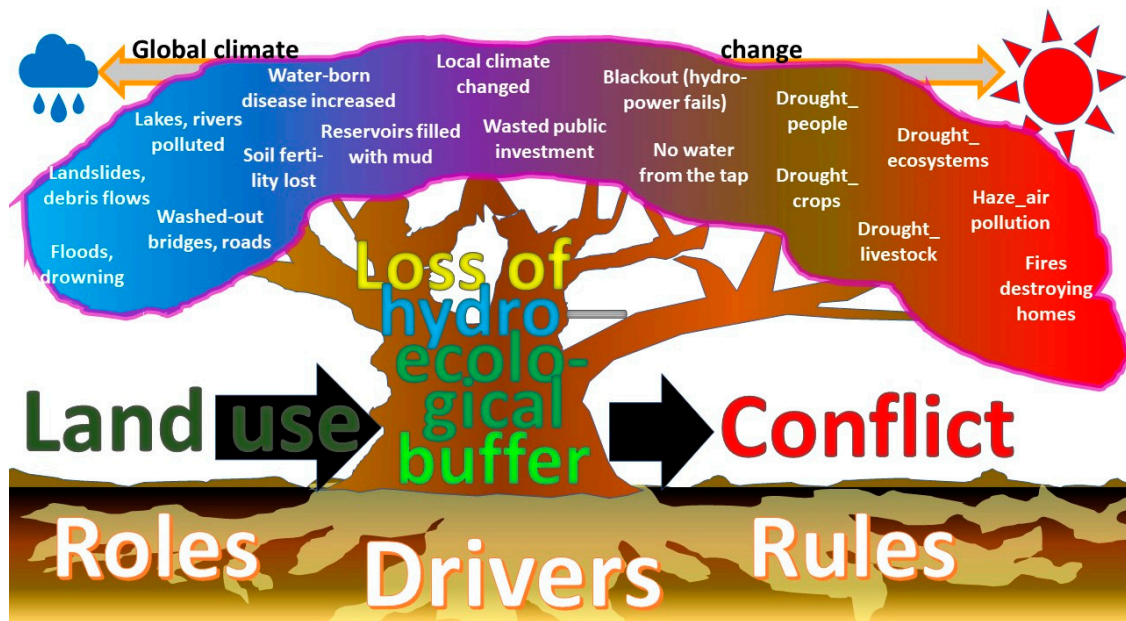 Global climate
change
Water-born
disease increased
Local climate
changed
Blackout (hydro-
power fails)
Drought_
people
Lakes, rivers
polluted
Reservoirs filled
with mud
Wasted public
investment
Drought_
ecosystems
Soil ferti-
lity lost
No water
from the tap
Landslides,
debris flows
Drought_
crops
Haze_air
pollution
Washed-out
bridges, roads
Drought_
livestock
Floods,
drowning
Fires
destroying
homes
Loss of
hydro
ecolo-
gical
buffer
Land use
Conflict
Roles
Drivers
Rules